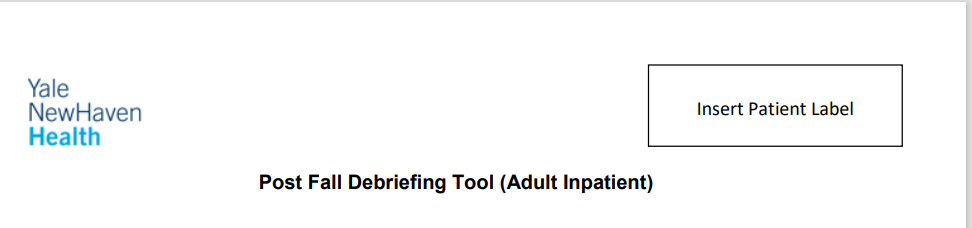 Yale
NewHaven
Health
Insert Patient Label
Post Fall Debriefing Tool (Adult Inpatient)